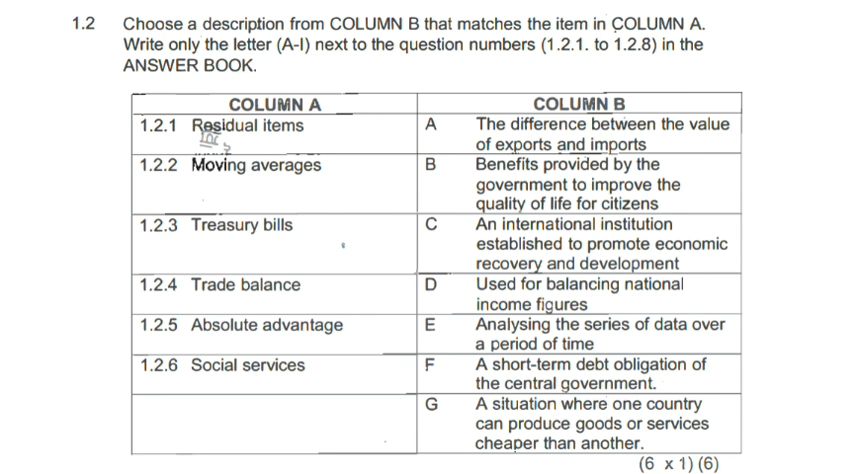 1.2 Choose a description from COLUMN B that matches the item in COLUMN A.
Write only the letter (A-I) next to the question numbers (1.2.1. to 1.2.8) in the
ANSWER BOOK.
COLUMN A COLUMN B
1.2.1 Residual items A The difference between the value
of exports and imports
1.2.2 Moving averages B Benefits provided by the
government to improve the
quality of life for citizens
1.2.3 Treasury bills C An international institution
established to promote economic
recovery and development
1.2.4 Trade balance D Used for balancing national
income figures
1.2.5 Absolute advantage E Analysing the series of data over
a period of time
1.2.6 Social services F A short-term debt obligation of
the central government.
G A situation where one country
can produce goods or services
cheaper than another.
(6 x 1) (6)